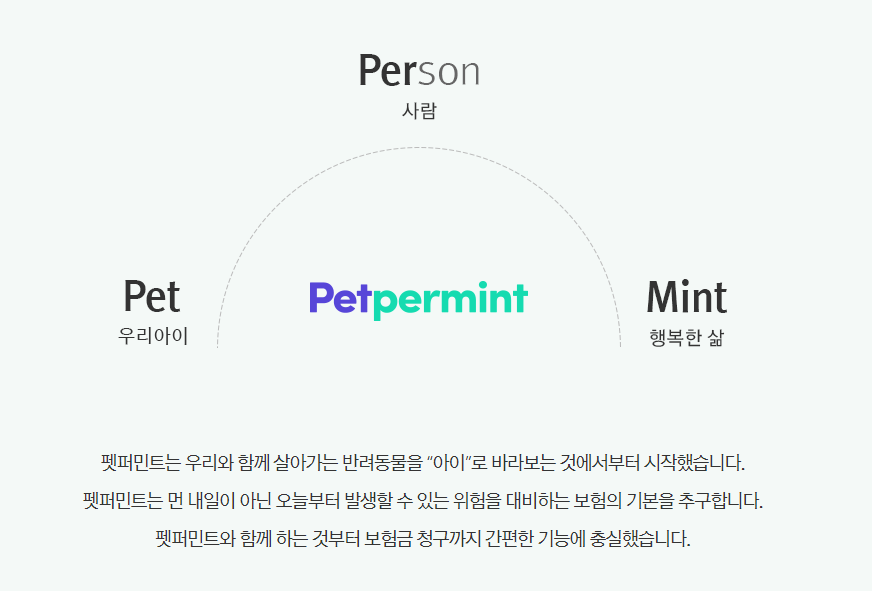 Person
사람
Pet
우리아이
Petpermint
Mint
행복한 삶
펫퍼민트는 우리와 함께 살아가는 반려동물을 “아이”로 바라보는 것에서부터 시작했습니다.
펫퍼민트는 먼 내일이 아닌 오늘부터 발생할 수 있는 위험을 대비하는 보험의 기본을 추구합니다.
펫퍼민트와 함께 하는 것부터 보험금 청구까지 간편한 기능에 충실했습니다.